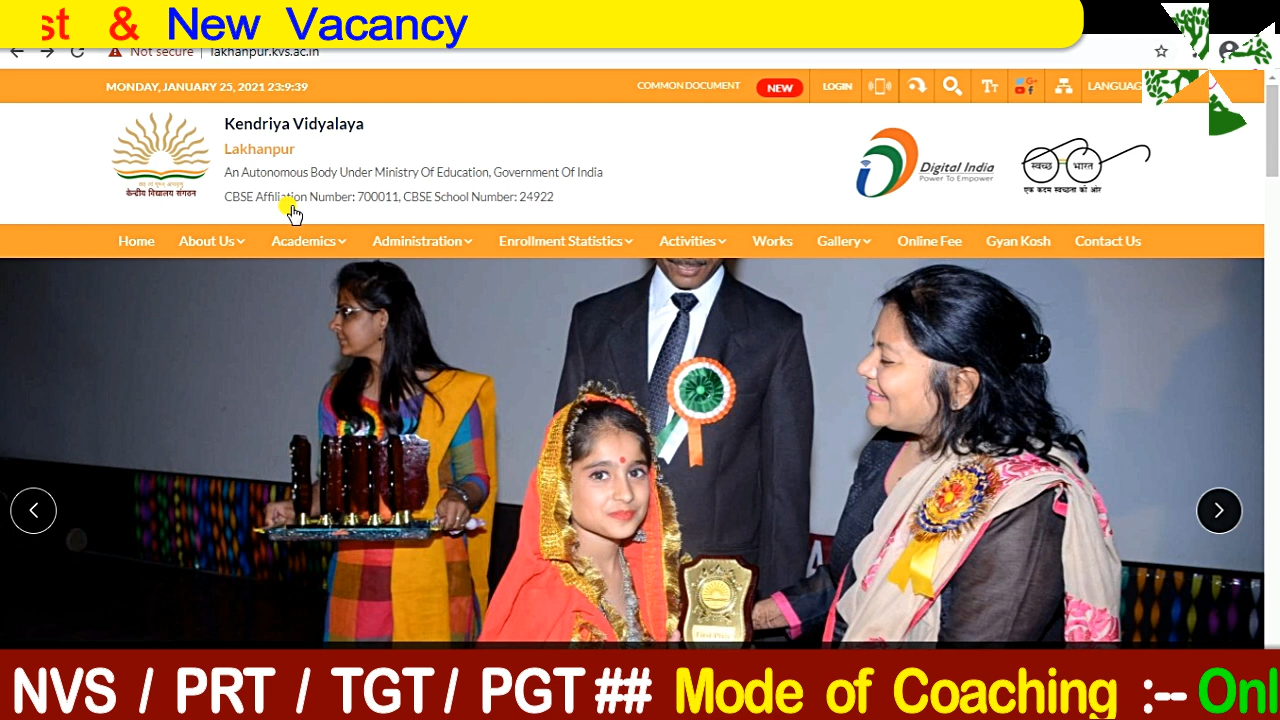 st & New Vacancy
Not secure | lakhanpur.kvs.ac.in
MONDAY, JANUARY 25, 2021 23:9:39
COMMON DOCUMENT NEW LOGIN TT LANGUAG
Kendriya Vidyalaya
Lakhanpur
An Autonomous Body Under Ministry Of Education, Government Of India
CBSE Affiliation Number: 700011, CBSE School Number: 24922
केन्द्रीय विद्यालय संगठन
Digital India
Power To Empower
स्वच्छ भारत
एक कदम स्वच्छता की ओर
Home About Us Academics Administration Enrollment Statistics Activities Works Gallery Online Fee Gyan Kosh Contact Us
First Prize
NVS / PRT / TGT / PGT ## Mode of Coaching :-- Onl